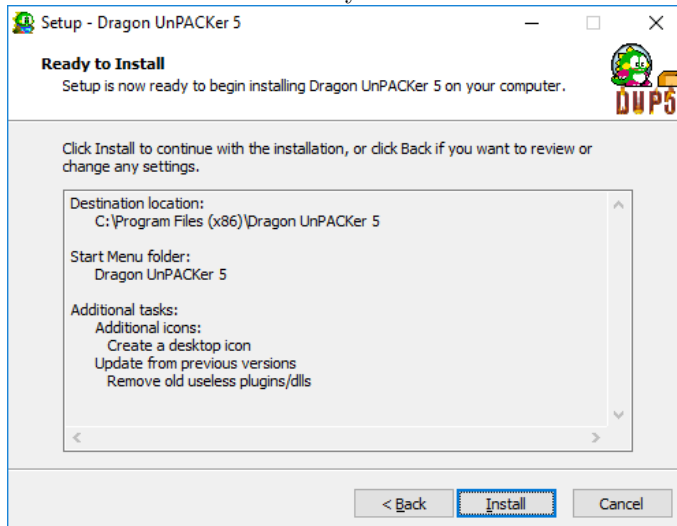 Setup - Dragon UnPACKer 5
Ready to Install
Setup is now ready to begin installing Dragon UnPACKer 5 on your computer.
DUP5
Click Install to continue with the installation, or click Back if you want to review or
change any settings.
Destination location:
C:\Program Files (x86)\Dragon UnPACKer 5
Start Menu folder:
Dragon UnPACKer 5
Additional tasks:
Additional icons:
Create a desktop icon
Update from previous versions
Remove old useless plugins/dlls
< Back
Install
Cancel